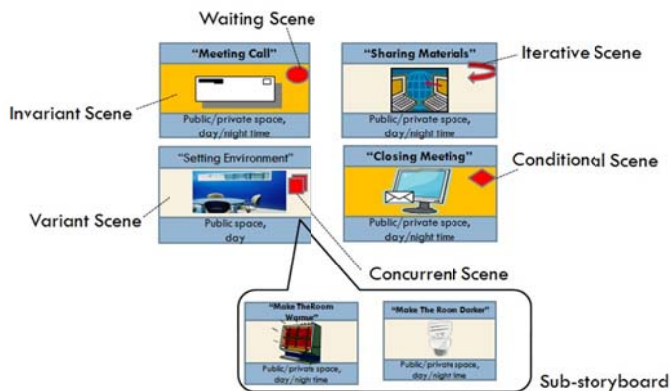 Waiting Scene
"Meeting Call"
"Sharing Materials"
Iterative Scene
Invariant Scene
Public/private space,
day/night time
Public/private space,
day/night time
"Setting Environment"
"Closing Meeting"
Conditional Scene
Variant Scene
Public space,
day
Public/private space,
day/night time
Concurrent Scene
"Make TheRoom
Warmer"
"Make The Room Darker"
Public/private space,
day/night time
Public/private space,
day/night time
Sub-storyboard